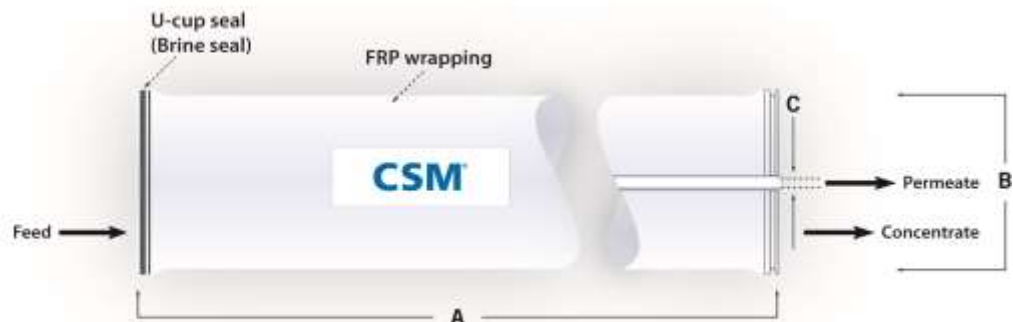 U-cup seal
(Brine seal)
FRP wrapping
C
CSM
Permeate
B
Feed
Concentrate
A